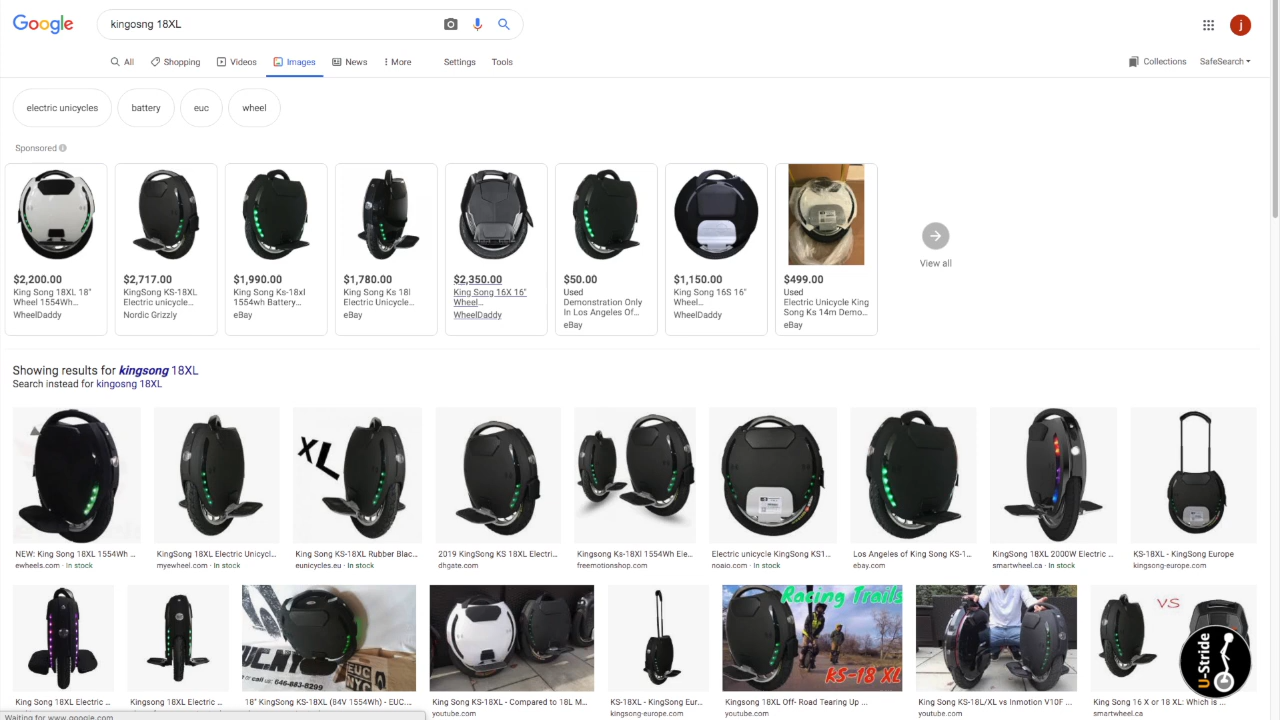 Google
kingosng 18XL
j
All
Shopping
Videos
Images
News
More
Settings
Tools
Collections
SafeSearch
electric unicycles
battery
euc
wheel
Sponsored
$2,200.00
King Song 18XL 18"
Wheel 1554Wh...
WheelDaddy
$2,717.00
KingSong KS-18XL
Electric unicycle...
Nordic Grizzly
$1,990.00
King Song Ks-18xl
1554wh Battery...
eBay
$1,780.00
King Song Ks 18l
Electric Unicycle...
eBay
$2,350.00
King Song 16X 16"
Wheel...
WheelDaddy
$50.00
Used
Demonstration Only
In Los Angeles Of...
eBay
$1,150.00
King Song 16S 16"
Wheel...
WheelDaddy
$499.00
Used
Electric Unicycle King
Song Ks 14m Demo...
eBay
View all
Showing results for kingsong 18XL
Search instead for kingosng 18XL
XL
NEW: King Song 18XL 1554Wh ...
ewheels.com · In stock
KingSong 18XL Electric Unicycl...
myewheel.com · In stock
King Song KS-18XL Rubber Blac...
eunicycles.eu · In stock
2019 KingSong KS 18XL Electri...
dhgate.com
Kingsong Ks-18Xl 1554Wh Ele...
freemotionshop.com
Electric unicycle KingSong KS1...
noaio.com · In stock
Los Angeles of King Song KS-1...
ebay.com
KingSong 18XL 2000W Electric ...
smartwheel.ca · In stock
KS-18XL - KingSong Europe
kingsong-europe.com
EUC.NY
or call us: 646-883-8299
EUC
NYC
Racing Trails
KS-18 XL
VS
U-Stride
King Song 18XL Electric ...
Kingsong 18XL Electric ...
18" KingSong KS-18XL (84V 1554Wh) - EUC ...
King Song KS-18XL - Compared to 18L M...
youtube.com
KS-18XL - KingSong Eur...
kingsong-europe.com
Kingsong 18XL Off- Road Tearing Up ...
youtube.com
King Song KS-18L/XL vs Inmotion V10F ...
youtube.com
King Song 16 X or 18 XL: Which is ...
smartwheel.ca
Waiting for www.google.com